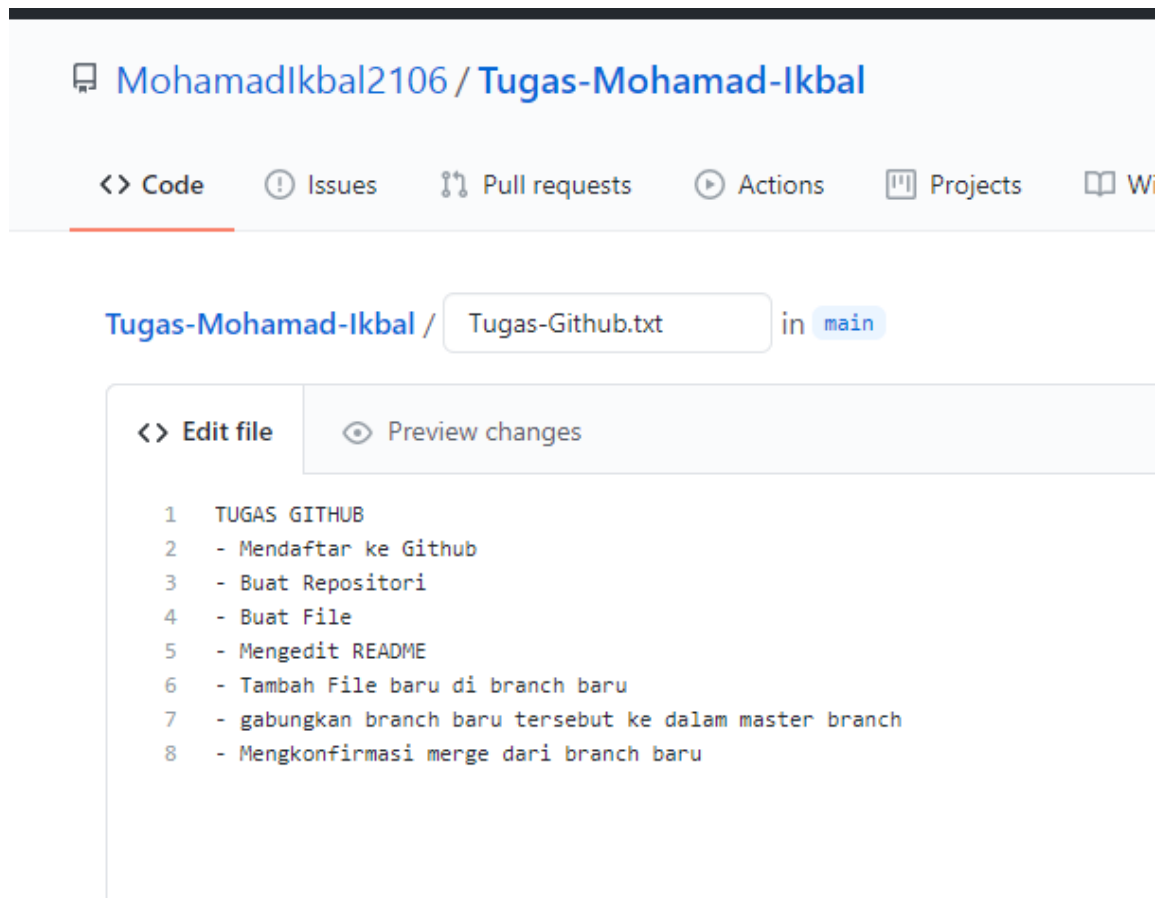 MohamadIkbal2106 / Tugas-Mohamad-Ikbal
Code Issues Pull requests Actions Projects
Tugas-Mohamad-Ikbal / Tugas-Github.txt in main
Edit file Preview changes
1 TUGAS GITHUB
2 - Mendaftar ke Github
3 - Buat Repositori
4 - Buat File
5 - Mengedit README
6 - Tambah File baru di branch baru
7 - gabungkan branch baru tersebut ke dalam master branch
8 - Mengkonfirmasi merge dari branch baru